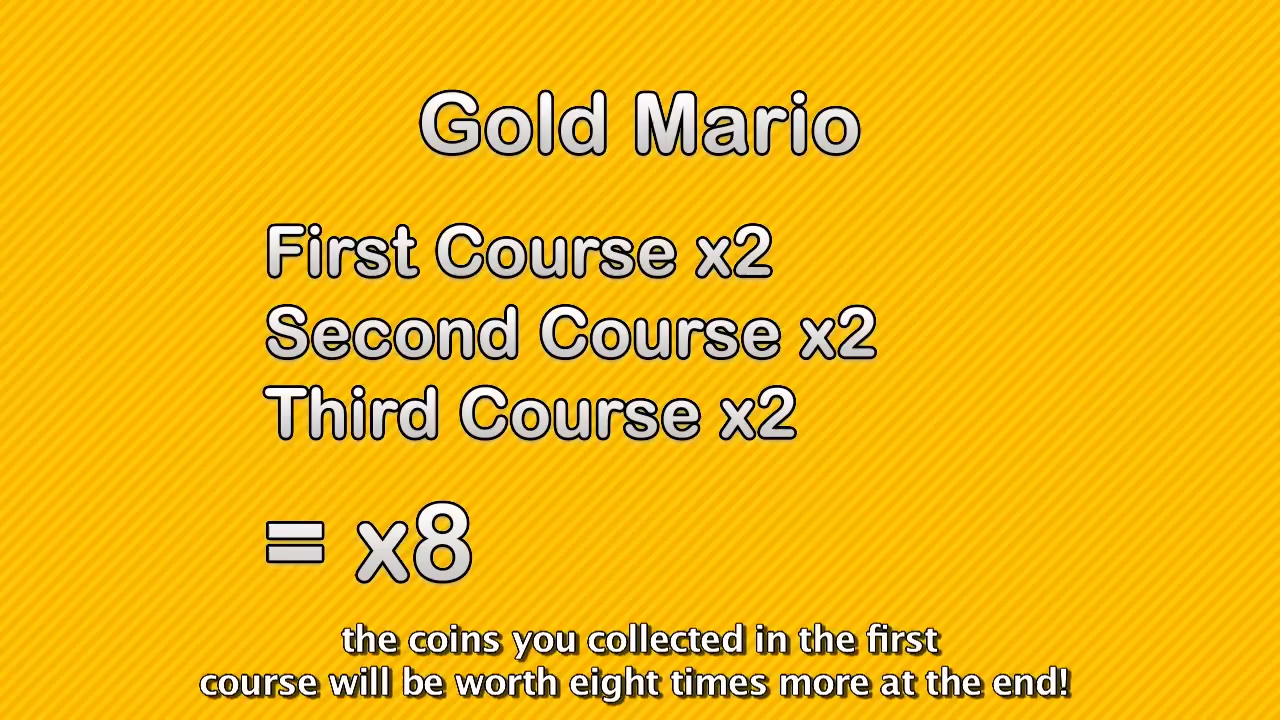 Gold Mario
First Course x2
Second Course x2
Third Course x2
= x8
the coins you collected in the first
course will be worth eight times more at the end!